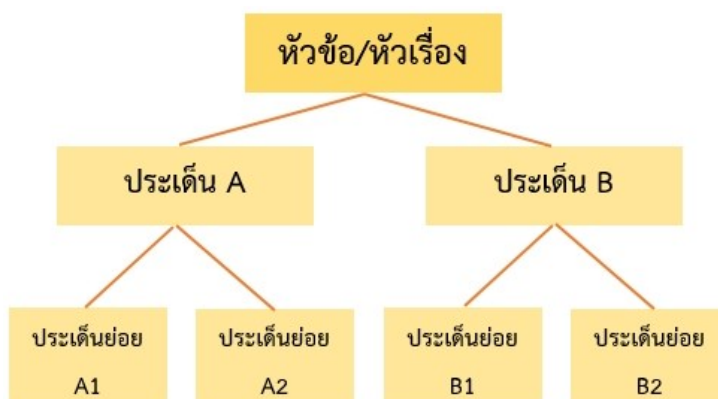 หัวข้อ/หัวเรื่อง
ประเด็น A
ประเด็น B
ประเด็นย่อย
A1
ประเด็นย่อย
A2
ประเด็นย่อย
B1
ประเด็นย่อย
B2